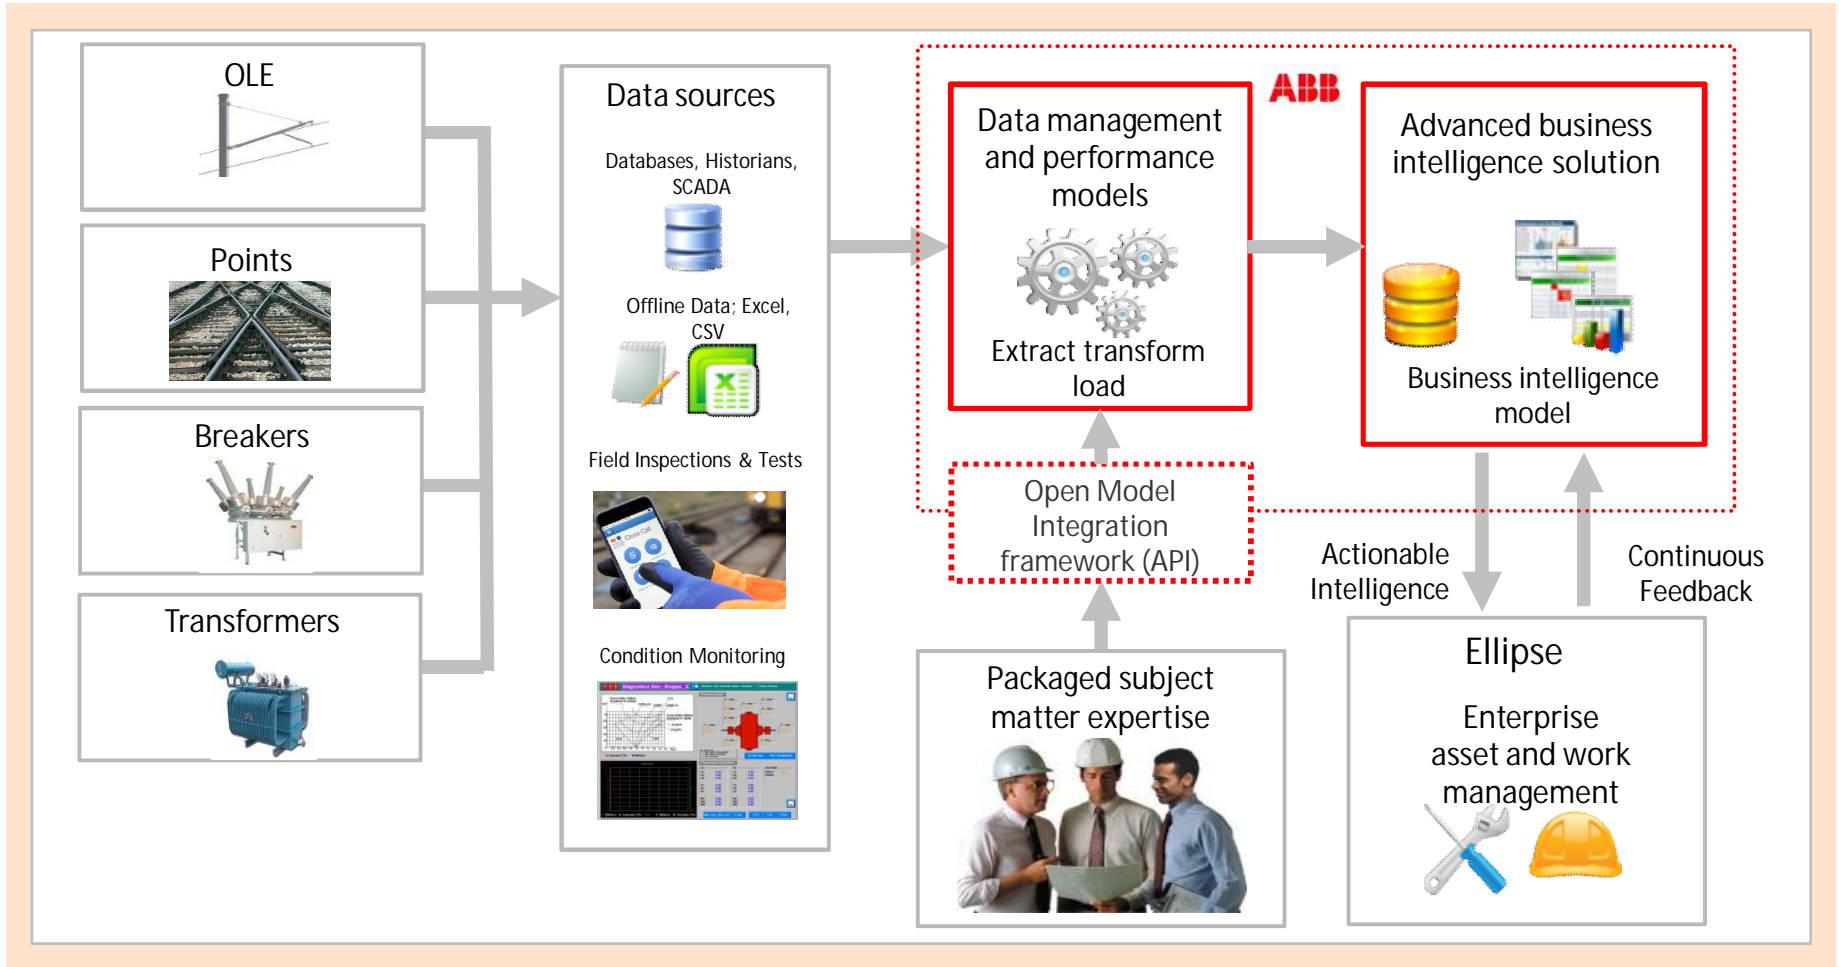 OLE
Points
Breakers
Transformers
Data sources
Databases, Historians,
SCADA
Offline Data; Excel,
CSV
Field Inspections & Tests
Close Call
Condition Monitoring
ABB
Data management
and performance
models
Extract transform
load
Advanced business
intelligence solution
Business intelligence
model
Open Model
Integration
framework (API)
Packaged subject
matter expertise
Actionable
Intelligence
Continuous
Feedback
Ellipse
Enterprise
asset and work
management